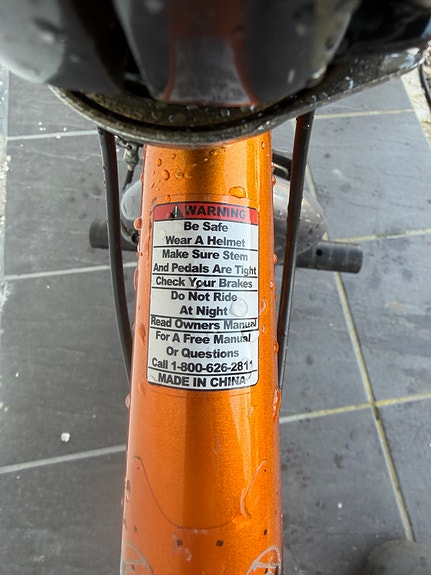 WARNING
Be Safe
Wear A Helmet
Make Sure Stem
And Pedals Are Tight
Check Your Brakes
Do Not Ride
At Night
Read Owners Manual
For A Free Manual
Or Questions
Call 1-800-626-2811
MADE IN CHINA